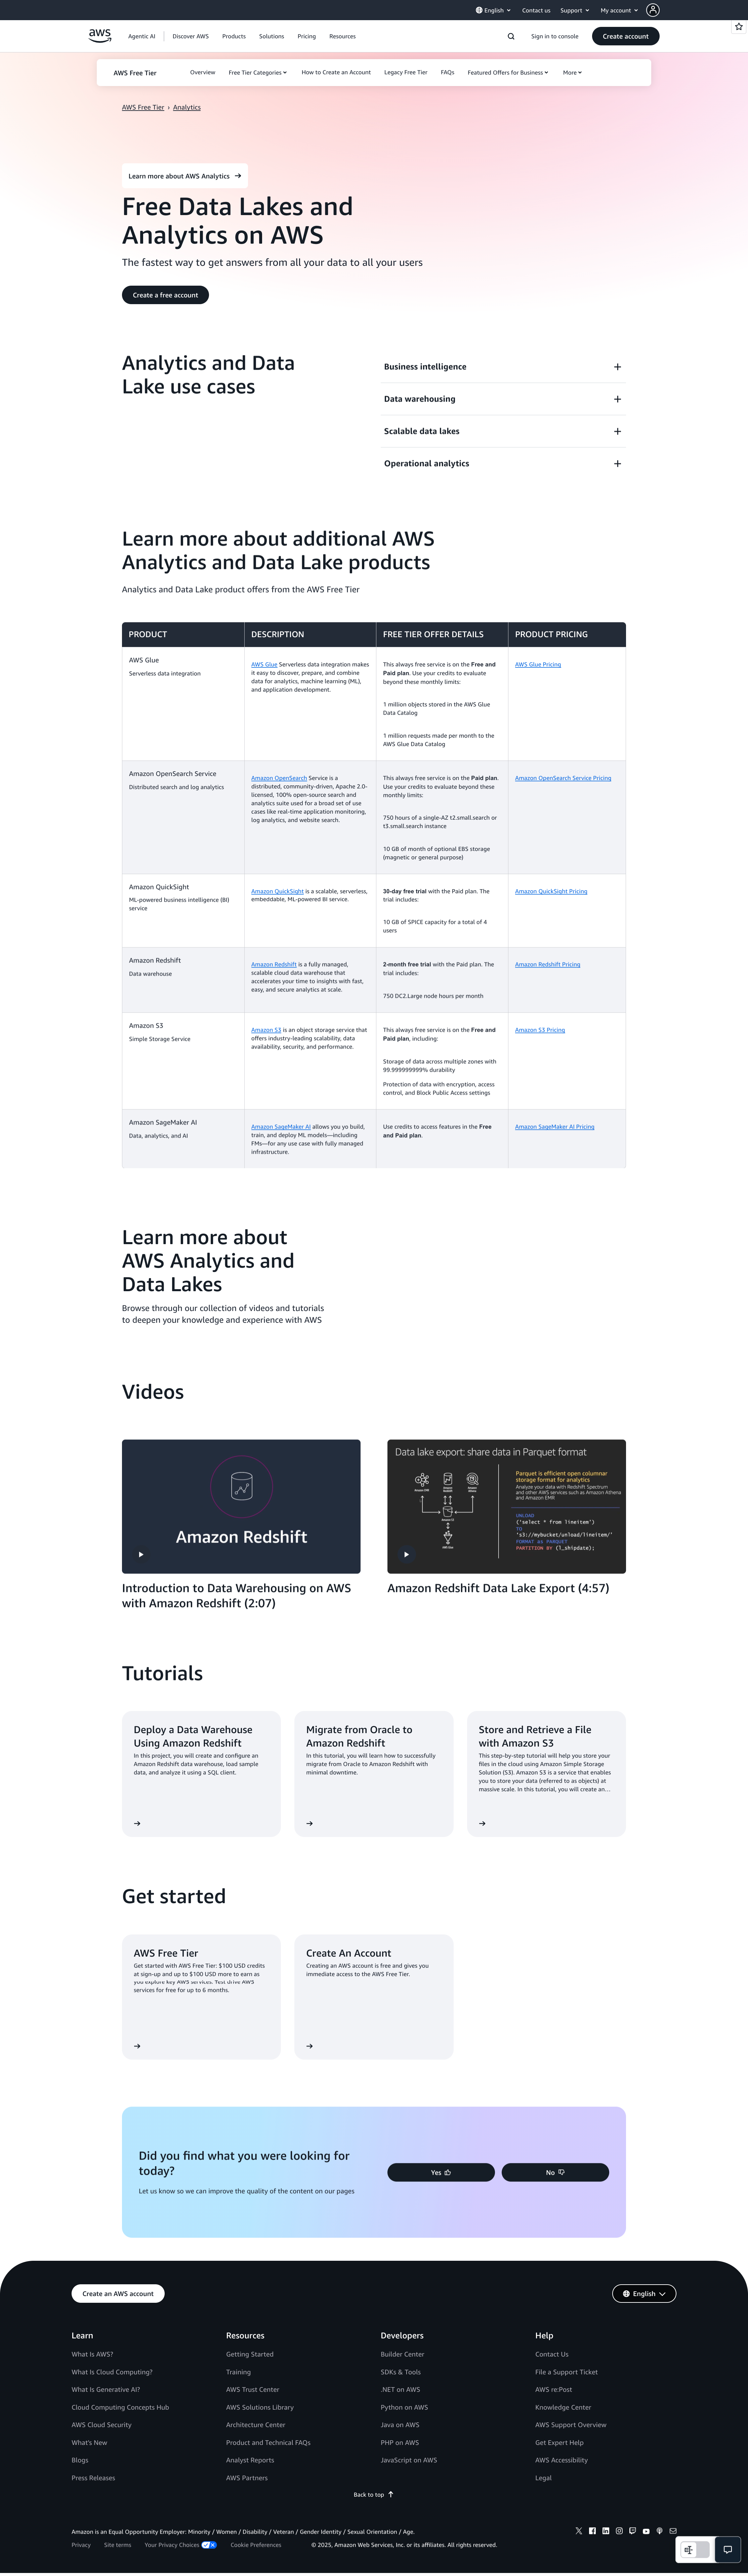 English
Contact us
Support
My account
aws
Agentic AI
Discover AWS
Products
Solutions
Pricing
Resources
Sign in to console
Create account
AWS Free Tier
Overview
Free Tier Categories
How to Create an Account
Legacy Free Tier
FAQs
Featured Offers for Business
More
AWS Free Tier › Analytics
Learn more about AWS Analytics
Free Data Lakes and
Analytics on AWS
The fastest way to get answers from all your data to all your users
Create a free account
Analytics and Data
Lake use cases
Business intelligence
Data warehousing
Scalable data lakes
Operational analytics
Learn more about additional AWS
Analytics and Data Lake products
Analytics and Data Lake product offers from the AWS Free Tier
PRODUCT
DESCRIPTION
FREE TIER OFFER DETAILS
PRODUCT PRICING
AWS Glue
Serverless data integration
AWS Glue Serverless data integration makes
it easy to discover, prepare, and combine
data for analytics, machine learning (ML),
and application development.
This always free service is on the Free and
Paid plan. Use your credits to evaluate
beyond these monthly limits:
1 million objects stored in the AWS Glue
Data Catalog
1 million requests made per month to the
AWS Glue Data Catalog
AWS Glue Pricing
Amazon OpenSearch Service
Distributed search and log analytics
Amazon OpenSearch Service is a
distributed, community-driven, Apache 2.0-
licensed, 100% open-source search and
analytics suite used for a broad set of use
cases like real-time application monitoring,
log analytics, and website search.
This always free service is on the Paid plan.
Use your credits to evaluate beyond these
monthly limits:
750 hours of a single-AZ t2.small.search or
t3.small.search instance
10 GB of month of optional EBS storage
(magnetic or general purpose)
Amazon OpenSearch Service Pricing
Amazon QuickSight
ML-powered business intelligence (BI)
service
Amazon QuickSight is a scalable, serverless,
embeddable, ML-powered BI service.
30-day free trial with the Paid plan. The
trial includes:
10 GB of SPICE capacity for a total of 4
users
Amazon QuickSight Pricing
Amazon Redshift
Data warehouse
Amazon Redshift is a fully managed,
scalable cloud data warehouse that
accelerates your time to insights with fast,
easy, and secure analytics at scale.
2-month free trial with the Paid plan. The
trial includes:
750 DC2.Large node hours per month
Amazon Redshift Pricing
Amazon S3
Simple Storage Service
Amazon S3 is an object storage service that
offers industry-leading scalability, data
availability, security, and performance.
This always free service is on the Free and
Paid plan, including:
Storage of data across multiple zones with
99.999999999% durability
Protection of data with encryption, access
control, and Block Public Access settings
Amazon S3 Pricing
Amazon SageMaker AI
Data, analytics, and AI
Amazon SageMaker AI allows you yo build,
train, and deploy ML models—including
FMs—for any use case with fully managed
infrastructure.
Use credits to access features in the Free
and Paid plan.
Amazon SageMaker AI Pricing
Learn more about
AWS Analytics and
Data Lakes
Browse through our collection of videos and tutorials
to deepen your knowledge and experience with AWS
Videos
Amazon Redshift
Introduction to Data Warehousing on AWS
with Amazon Redshift (2:07)
Data lake export: share data in Parquet format
Parquet is efficient open columnar
storage format for analytics
Analyze your data with Redshift Spectrum
and other AWS services such as Amazon Athena
and Amazon EMR
UNLOAD
('select * from lineitem')
TO
's3://mybucket/unload/lineitem/'
FORMAT AS PARQUET
PARTITION BY (l_shipdate);
Amazon Redshift Data Lake Export (4:57)
Tutorials
Deploy a Data Warehouse
Using Amazon Redshift
In this project, you will create and configure an
Amazon Redshift data warehouse, load sample
data, and analyze it using a SQL client.
Migrate from Oracle to
Amazon Redshift
In this tutorial, you will learn how to successfully
migrate from Oracle to Amazon Redshift with
minimal downtime.
Store and Retrieve a File
with Amazon S3
This step-by-step tutorial will help you store your
files in the cloud using Amazon Simple Storage
Solution (S3). Amazon S3 is a service that enables
you to store your data (referred to as objects) at
massive scale. In this tutorial, you will create an...
Get started
AWS Free Tier
Get started with AWS Free Tier: $100 USD credits
at sign-up and up to $100 USD more to earn as
you explore key AWS services. Test drive AWS
services for free for up to 6 months.
Create An Account
Creating an AWS account is free and gives you
immediate access to the AWS Free Tier.
Did you find what you were looking for
today?
Let us know so we can improve the quality of the content on our pages
Yes
No
Create an AWS account
English
Learn
What Is AWS?
What Is Cloud Computing?
What Is Generative AI?
Cloud Computing Concepts Hub
AWS Cloud Security
What's New
Blogs
Press Releases
Resources
Getting Started
Training
AWS Trust Center
AWS Solutions Library
Architecture Center
Product and Technical FAQs
Analyst Reports
AWS Partners
Developers
Builder Center
SDKs & Tools
.NET on AWS
Python on AWS
Java on AWS
PHP on AWS
JavaScript on AWS
Help
Contact Us
File a Support Ticket
AWS re:Post
Knowledge Center
AWS Support Overview
Get Expert Help
AWS Accessibility
Legal
Back to top
Amazon is an Equal Opportunity Employer: Minority / Women / Disability / Veteran / Gender Identity / Sexual Orientation / Age.
Privacy
Site terms
Your Privacy Choices
Cookie Preferences
© 2025, Amazon Web Services, Inc. or its affiliates. All rights reserved.